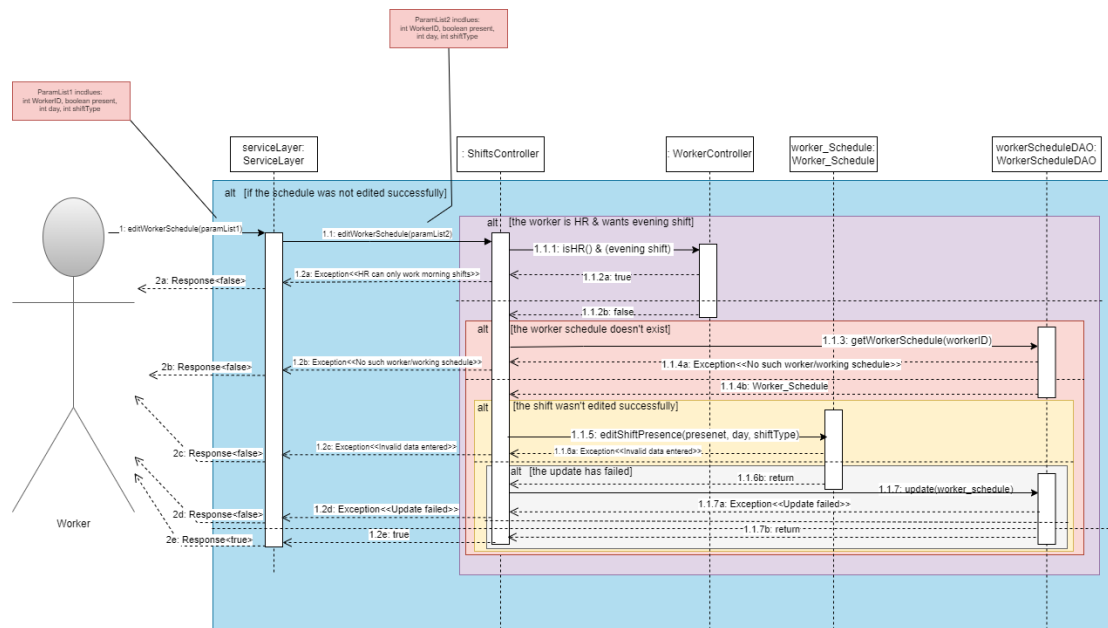 ParamList2 incdlues:
int WorkerID, boolean present,
int day, int shiftType
ParamList1 incdlues:
int WorkerID, boolean present,
int day, int shiftType
serviceLayer:
ServiceLayer
: ShiftsController
: WorkerController
worker_Schedule:
Worker_Schedule
workerScheduleDAO:
WorkerScheduleDAO
alt [if the schedule was not edited successfully]
alt [the worker is HR & wants evening shift]
1: editWorkerSchedule(paramList1)
1.1: editWorkerSchedule(paramList2)
1.1.1: isHR() & (evening shift)
1.2a: Exception<<HR can only work morning shifts>>
1.1.2a: true
2a: Response<false>
1.1.2b: false
alt [the worker schedule doesn't exist]
1.1.3: getWorkerSchedule(workerID)
1.2b: Exception<<No such worker/working schedule>>
1.1.4a: Exception<<No such worker/working schedule>>
2b: Response<false>
1.1.4b: Worker_Schedule
alt [the shift wasn't edited successfully]
1.1.5: editShiftPresence(presenet, day, shiftType)
1.2c: Exception<<Invalid data entered>>
1.1.6a: Exception<<Invalid data entered>>
2c: Response<false>
alt [the update has failed]
1.1.6b: return
1.1.7: update(worker_schedule)
1.2d: Exception<<Update failed>>
1.1.7a: Exception<<Update failed>>
2d: Response<false>
Worker
1.1.7b: return
1.2e: true
2e: Response<true>